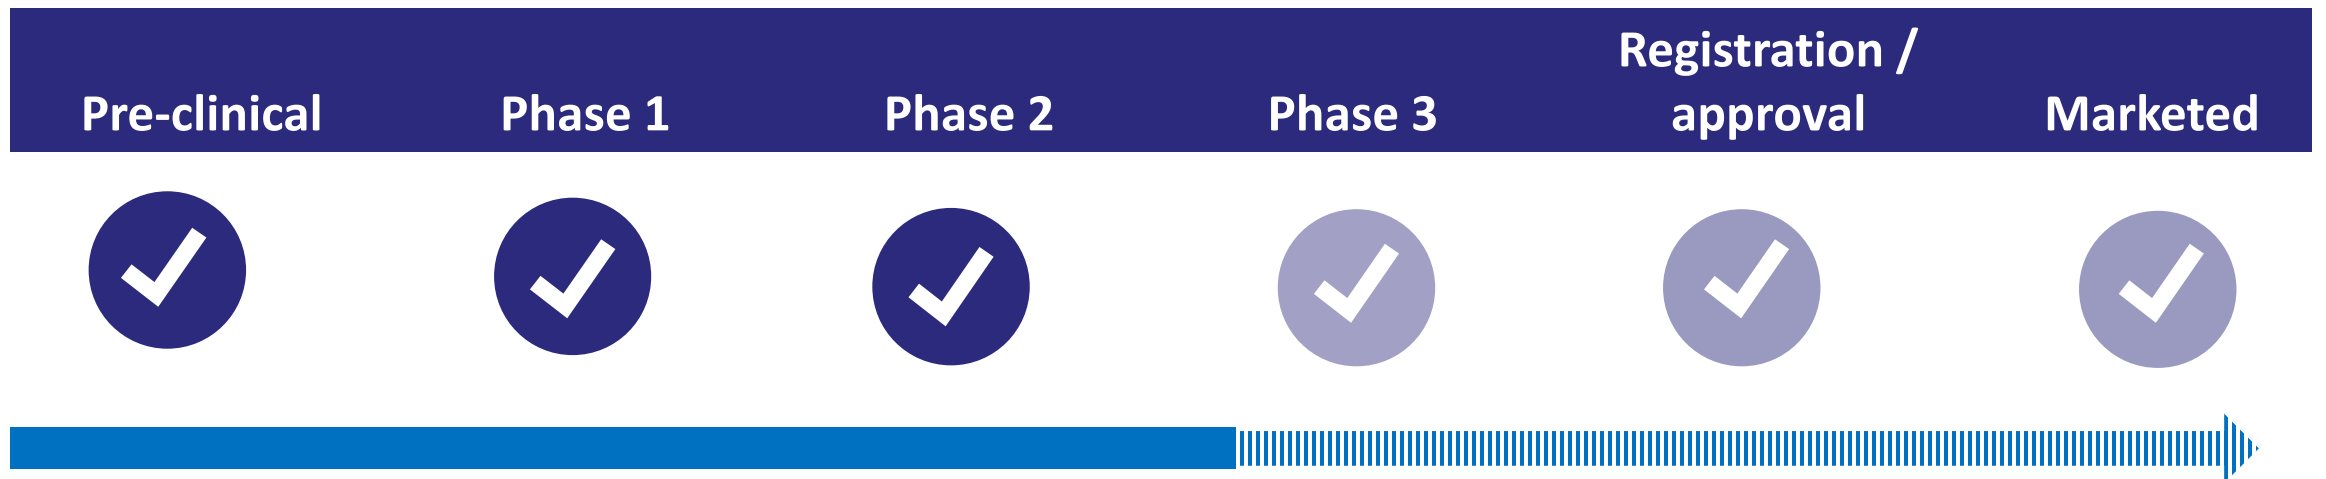 Pre-clinical
Phase 1
Phase 2
Phase 3
Registration /
approval
Marketed